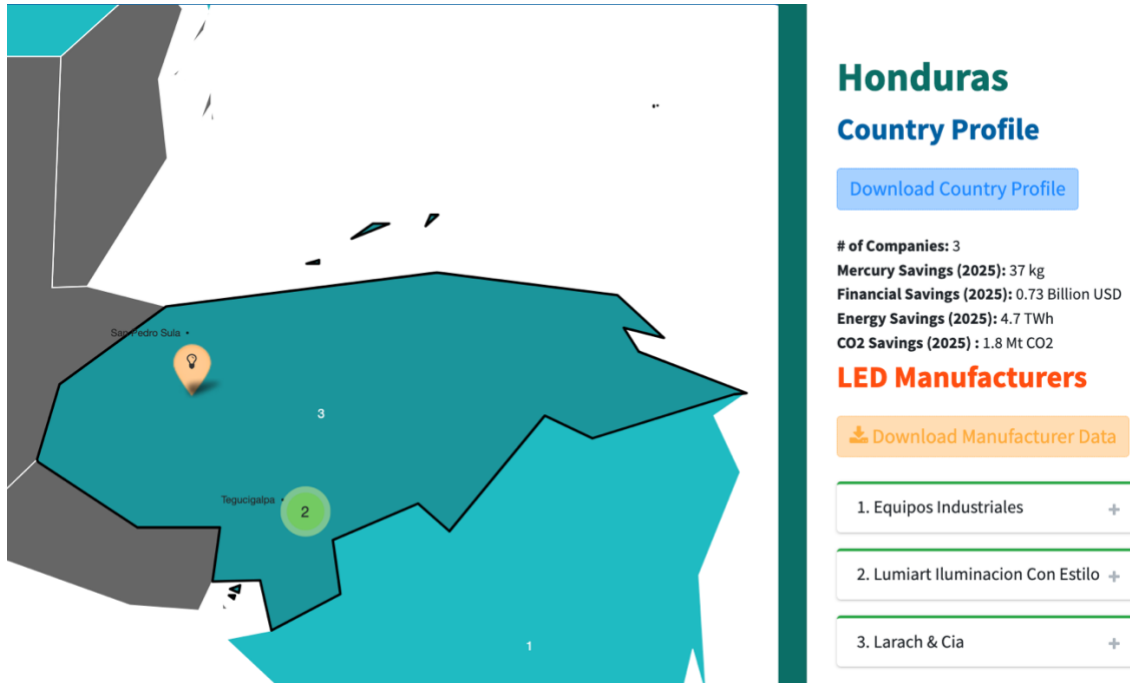 San Pedro Sula
3
Tegucigalpa
2
1
Honduras
Country Profile
Download Country Profile
# of Companies: 3
Mercury Savings (2025): 37 kg
Financial Savings (2025): 0.73 Billion USD
Energy Savings (2025): 4.7 TWh
CO2 Savings (2025) : 1.8 Mt CO2
LED Manufacturers
Download Manufacturer Data
1. Equipos Industriales +
2. Lumiart Iluminacion Con Estilo +
3. Larach & Cia +